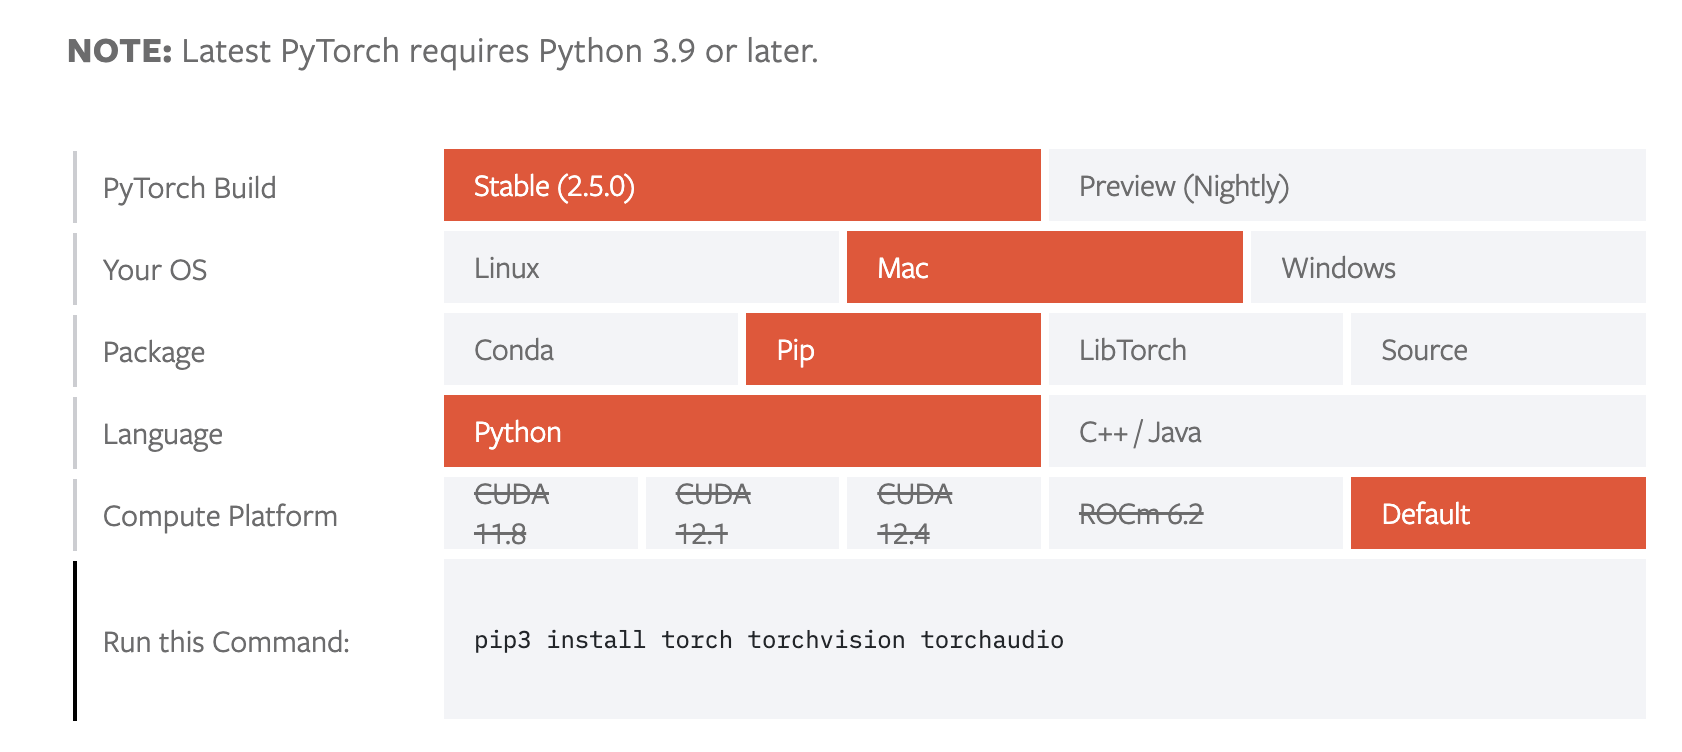 NOTE: Latest PyTorch requires Python 3.9 or later.
PyTorch Build
Stable (2.5.0)
Preview (Nightly)
Your OS
Linux
Mac
Windows
Package
Conda
Pip
LibTorch
Source
Language
Python
C++ / Java
Compute Platform
CUDA
11.8
CUDA
12.1
CUDA
12.4
ROCm 6.2
Default
Run this Command:
pip3 install torch torchvision torchaudio